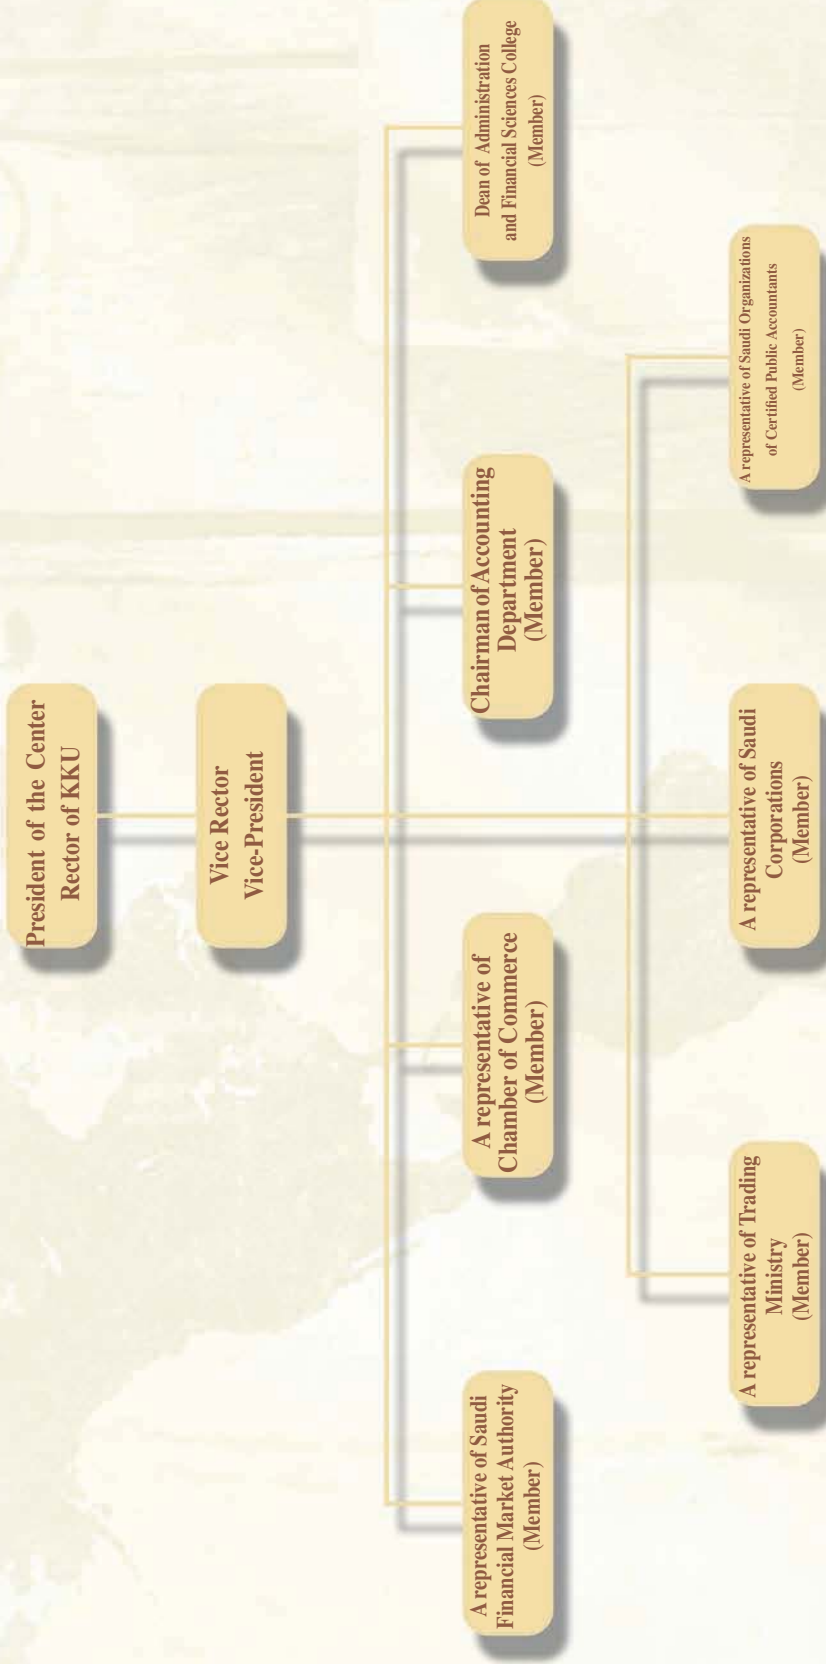 President of the Center
Rector of KKU
Vice Rector
Vice-President
A representative of Saudi
Financial Market Authority
(Member)
A representative of
Chamber of Commerce
(Member)
Chairman of Accounting
Department
(Member)
Dean of Administration
and Financial Sciences College
(Member)
A representative of Trading
Ministry
(Member)
A representative of Saudi
Corporations
(Member)
A representative of Saudi Organizations
of Certified Public Accountants
(Member)